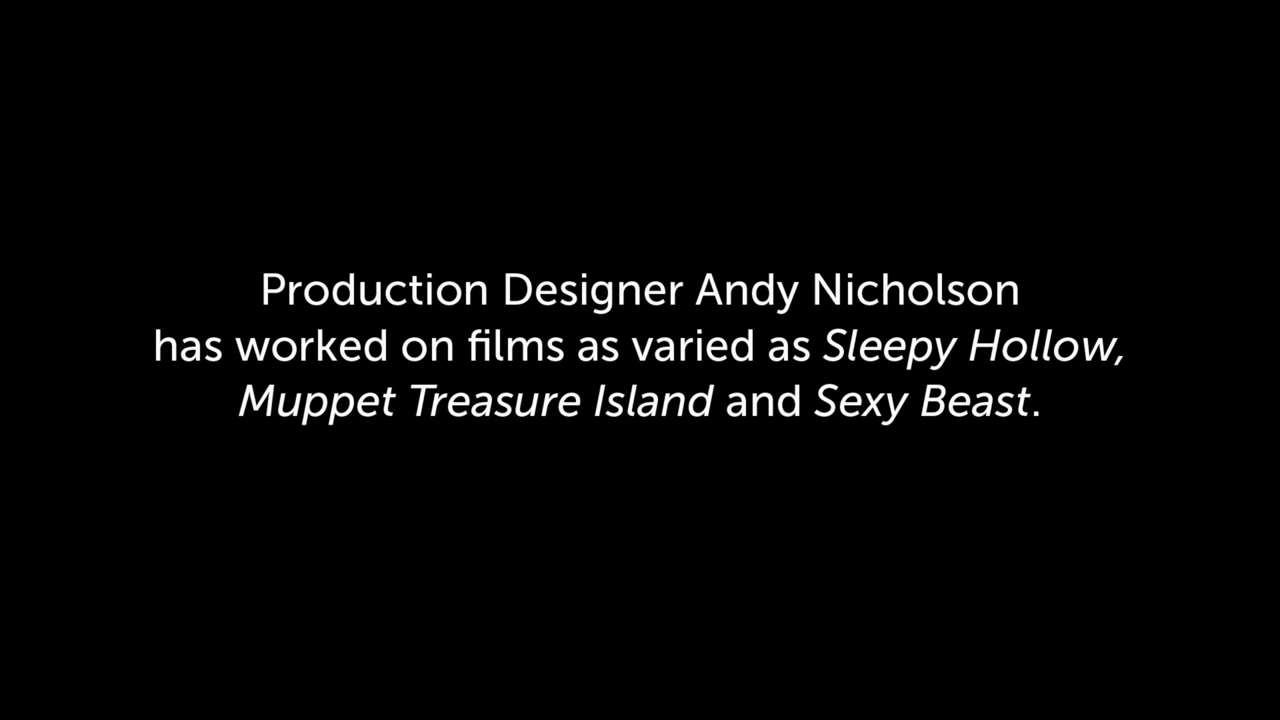 Production Designer Andy Nicholson
has worked on films as varied as Sleepy Hollow,
Muppet Treasure Island and Sexy Beast.